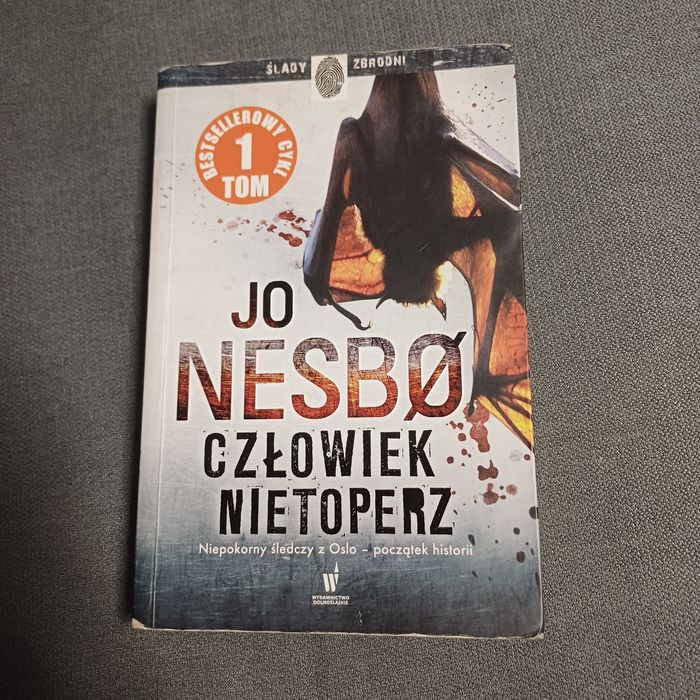 ŚLADY ZBRODNI
BESTSELLEROWY CYKL
1
TOM
JO
NESBØ
CZŁOWIEK
NIETOPERZ
Niepokorny śledczy z Oslo – początek historii
W
WYDAWNICTWO
DOLNOŚLĄSKIE